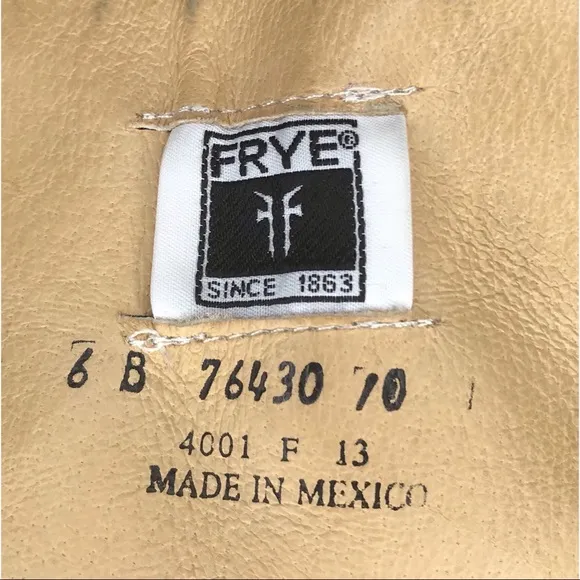 FRYE®
SINCE 1863
6 B 76430 70
4001 F 13
MADE IN MEXICO